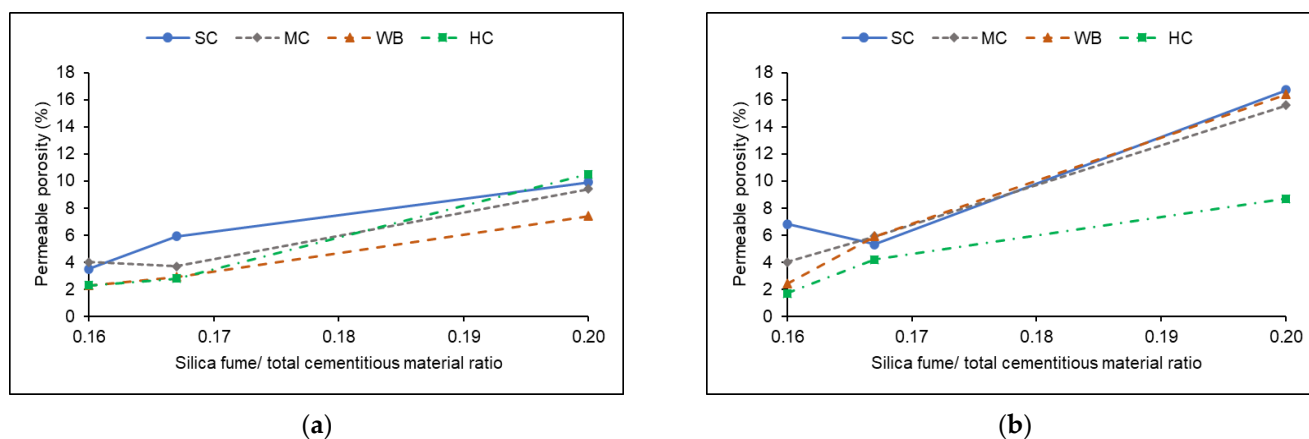 SC MC WB HC
18
16
14
12
10
8
6
4
2
0
Permeable porosity (%)
0.16 0.17 0.18 0.19 0.20
Silica fume/ total cementitious material ratio
(a)
SC MC WB HC
18
16
14
12
10
8
6
4
2
0
Permeable porosity (%)
0.16 0.17 0.18 0.19 0.20
Silica fume/ total cementitious material ratio
(b)